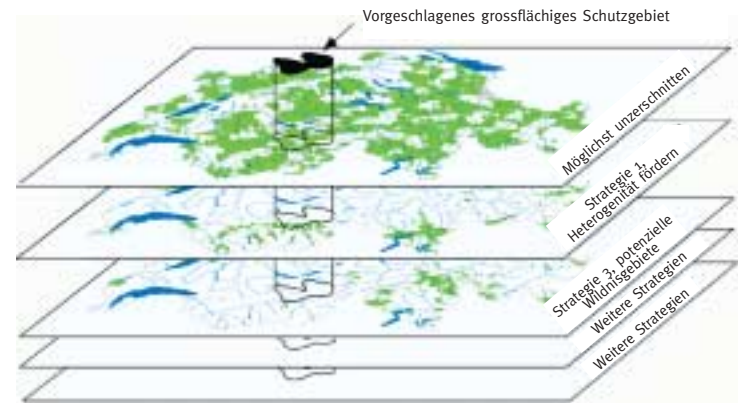 Vorgeschlagenes grossflächiges Schutzgebiet
Möglichst unzerschnitten
Strategie 1,
Heterogenität fördern
Strategie 3, potenzielle
Wildnisgebiete
Weitere Strategien
Weitere Strategien